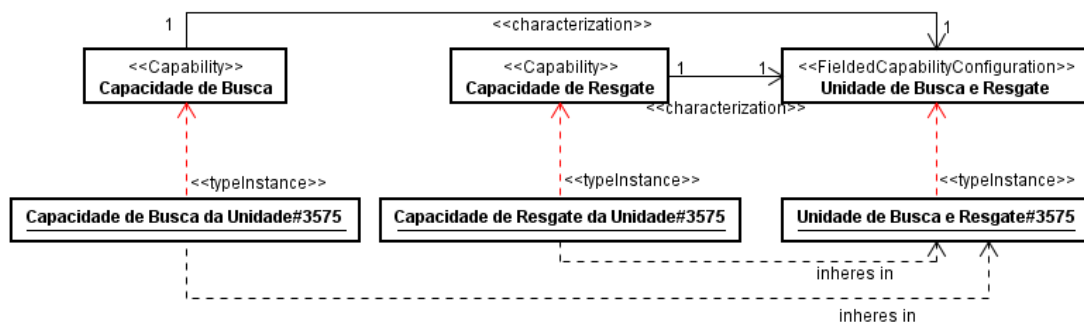 1
<<characterization>>
1
<<Capability>>
Capacidade de Busca
<<Capability>>
Capacidade de Resgate
1
1
<<characterization>>
<<FieldedCapabilityConfiguration>>
Unidade de Busca e Resgate
<<typeInstance>>
<<typeInstance>>
<<typeInstance>>
Capacidade de Busca da Unidade#3575
Capacidade de Resgate da Unidade#3575
Unidade de Busca e Resgate#3575
inheres in
inheres in